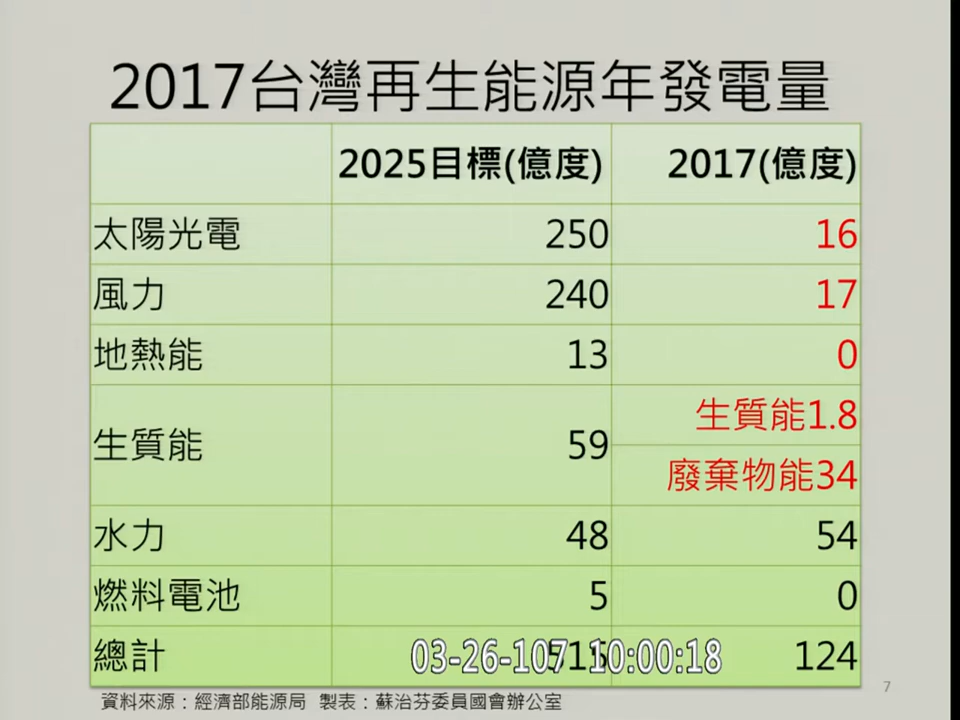 2017台灣再生能源年發電量
2025目標(億度) 2017(億度)
太陽光電 250 16
風力 240 17
地熱能 13 0
生質能 59 生質能1.8
廢棄物能34
水力 48 54
燃料電池 5 0
總計 515 124
03-26-107 10:00:18
資料來源：經濟部能源局 製表：蘇治芬委員國會辦公室
7